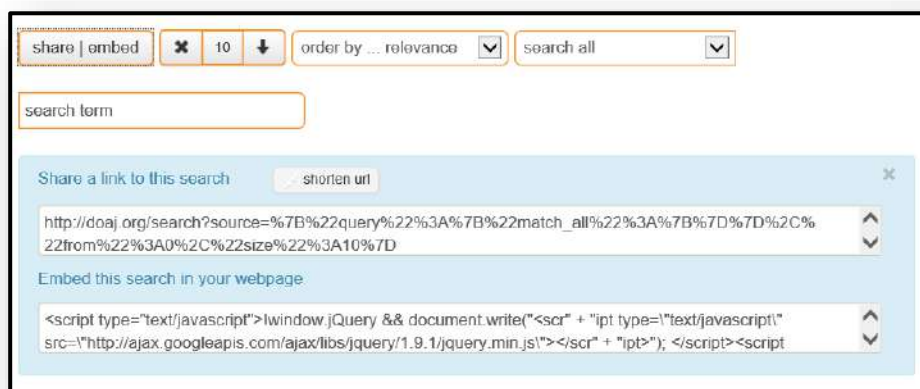 share | embed 10 order by ... relevance search all
search term
Share a link to this search shorten url
http://doaj.org/search?source=%7B%22query%22%3A%7B%22match_all%22%3A%7B%7D%7D%2C%
22from%22%3A0%2C%22size%22%3A10%7D
Embed this search in your webpage
<script type="text/javascript">!window.jQuery && document.write("<scr" + "ipt type=\"text/javascript\"
src=\"http://ajax.googleapis.com/ajax/libs/jquery/1.9.1/jquery.min.js\"></scr" + "ipt>"); </script><script